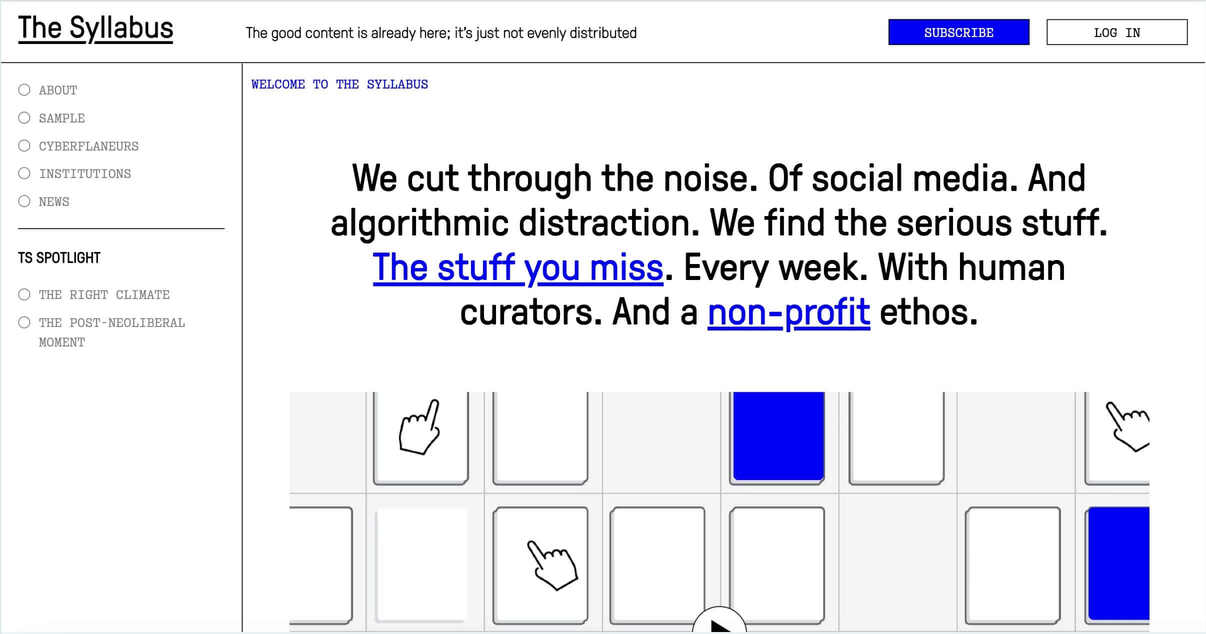 The Syllabus
The good content is already here; it's just not evenly distributed
SUBSCRIBE
LOG IN
ABOUT
SAMPLE
CYBERFLANEURS
INSTITUTIONS
NEWS
TS SPOTLIGHT
THE RIGHT CLIMATE
THE POST-NEOLIBERAL
MOMENT
WELCOME TO THE SYLLABUS
We cut through the noise. Of social media. And
algorithmic distraction. We find the serious stuff.
The stuff you miss. Every week. With human
curators. And a non-profit ethos.